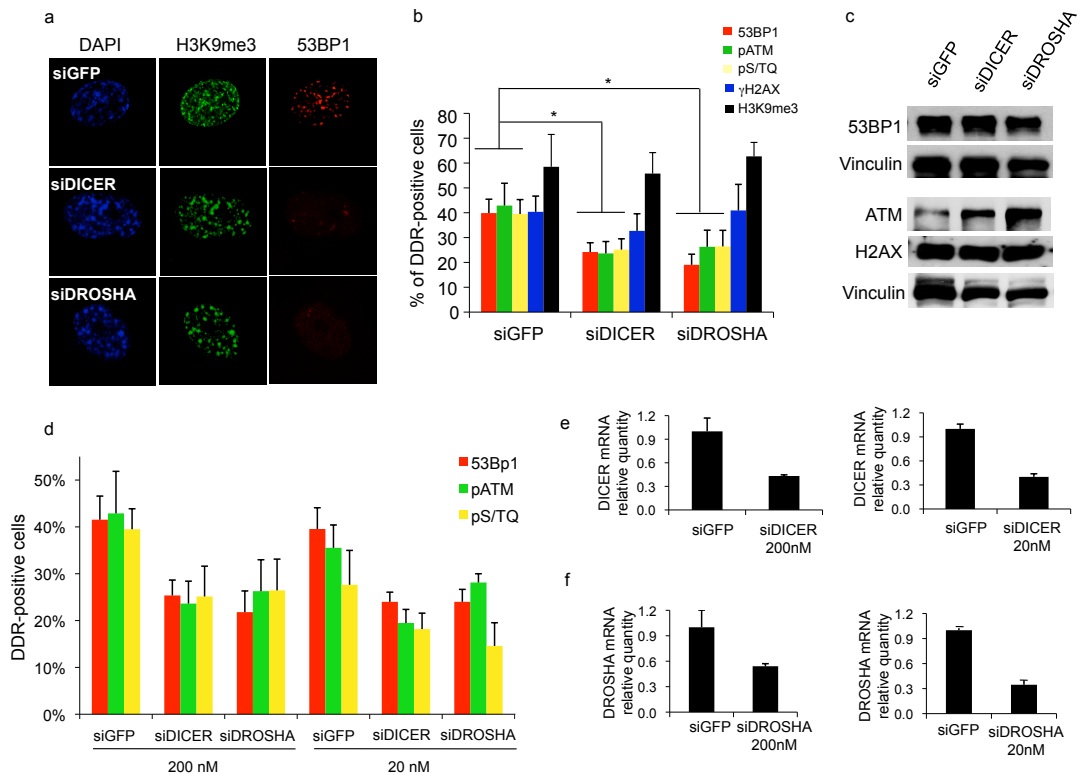 a
DAPI
H3K9me3
53BP1
siGFP
siDICER
siDROSHA
b
53BP1
pATM
pS/TQ
γH2AX
H3K9me3
*
*
% of DDR-positive cells
80
70
60
50
40
30
20
10
0
siGFP
siDICER
siDROSHA
c
siGFP
siDICER
siDROSHA
53BP1
Vinculin
ATM
H2AX
Vinculin
d
53Bp1
pATM
pS/TQ
DDR-positive cells
50%
40%
30%
20%
10%
0%
siGFP
siDICER
siDROSHA
siGFP
siDICER
siDROSHA
200 nM
20 nM
e
DICER mRNA
relative quantity
1.2
0.9
0.6
0.3
0.0
siGFP
siDICER
200nM
DICER mRNA
relative quantity
1.2
0.9
0.6
0.3
0.0
siGFP
siDICER
20nM
f
DROSHA mRNA
relative quantity
1.2
0.9
0.6
0.3
0.0
siGFP
siDROSHA
200nM
DROSHA mRNA
relative quantity
1.2
0.9
0.6
0.3
0.0
siGFP
siDROSHA
20nM